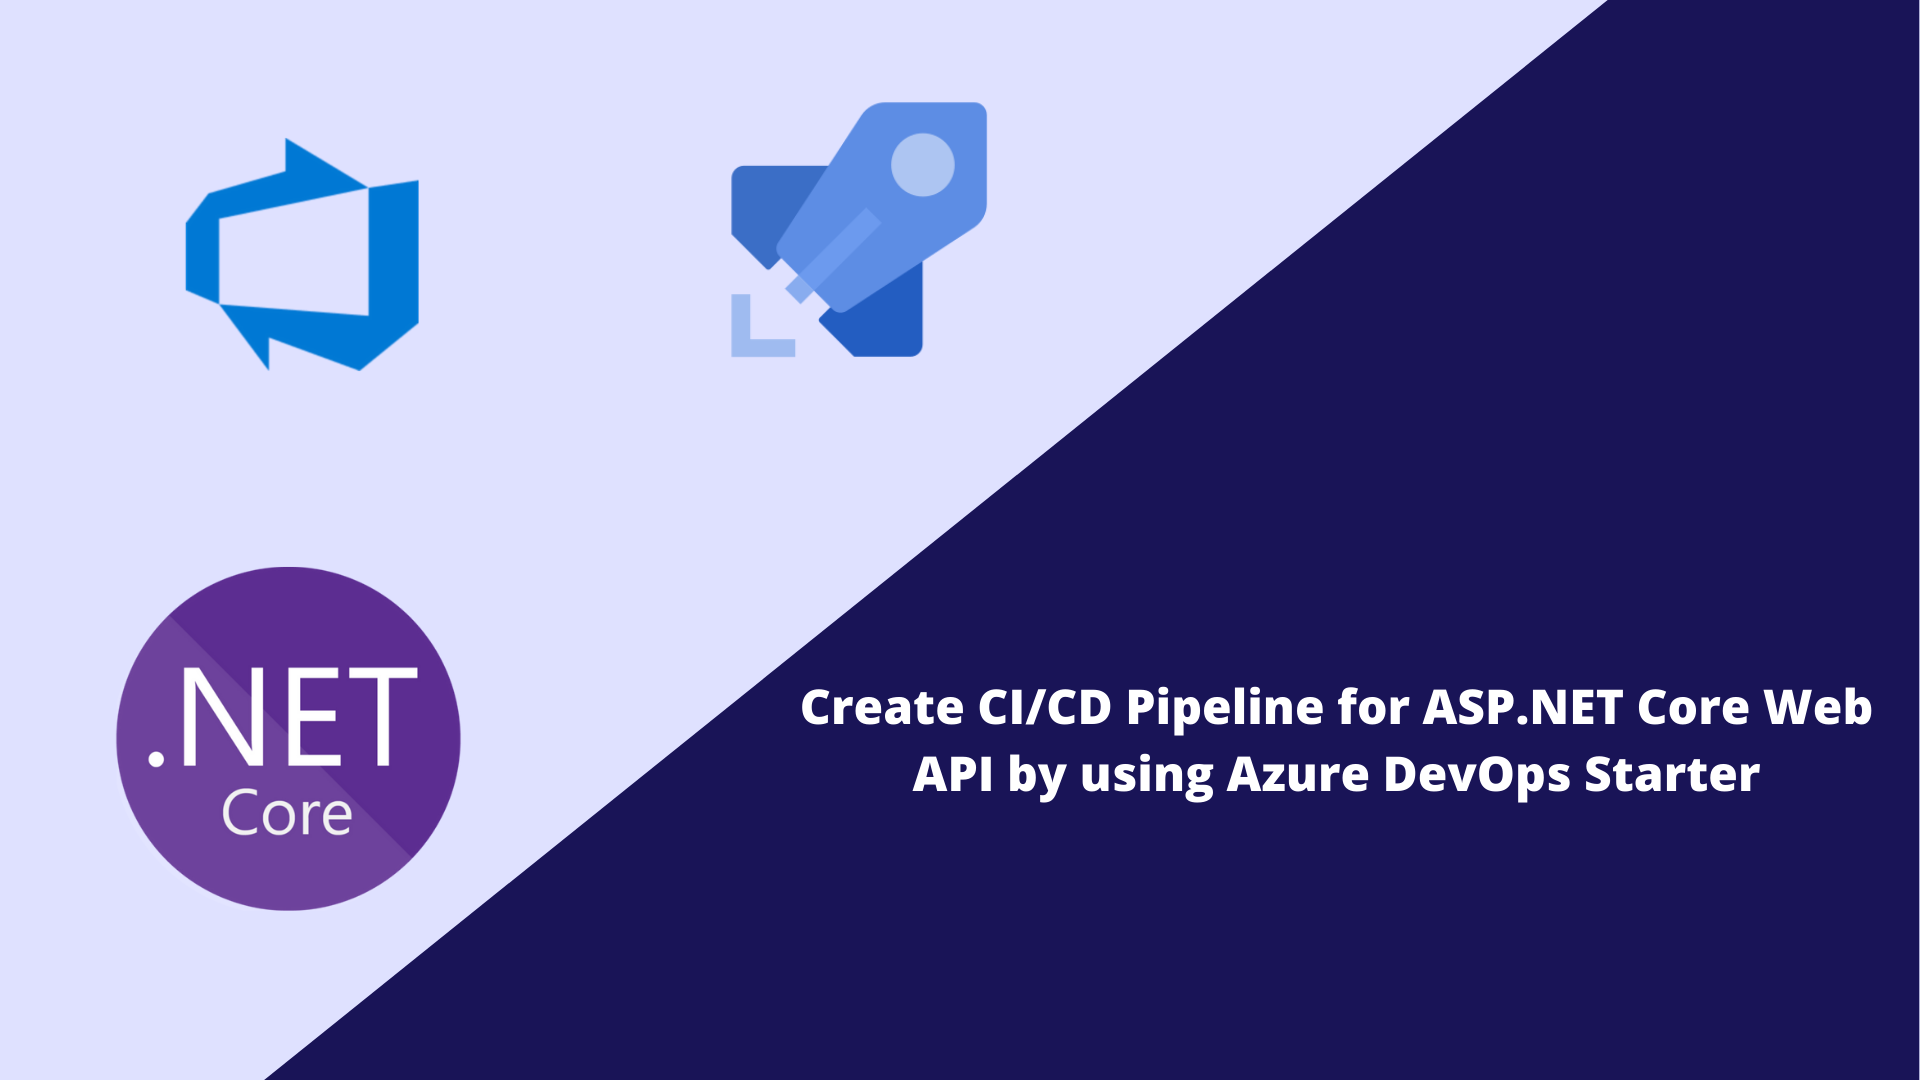 .NET
Core
Create CI/CD Pipeline for ASP.NET Core Web
API by using Azure DevOps Starter